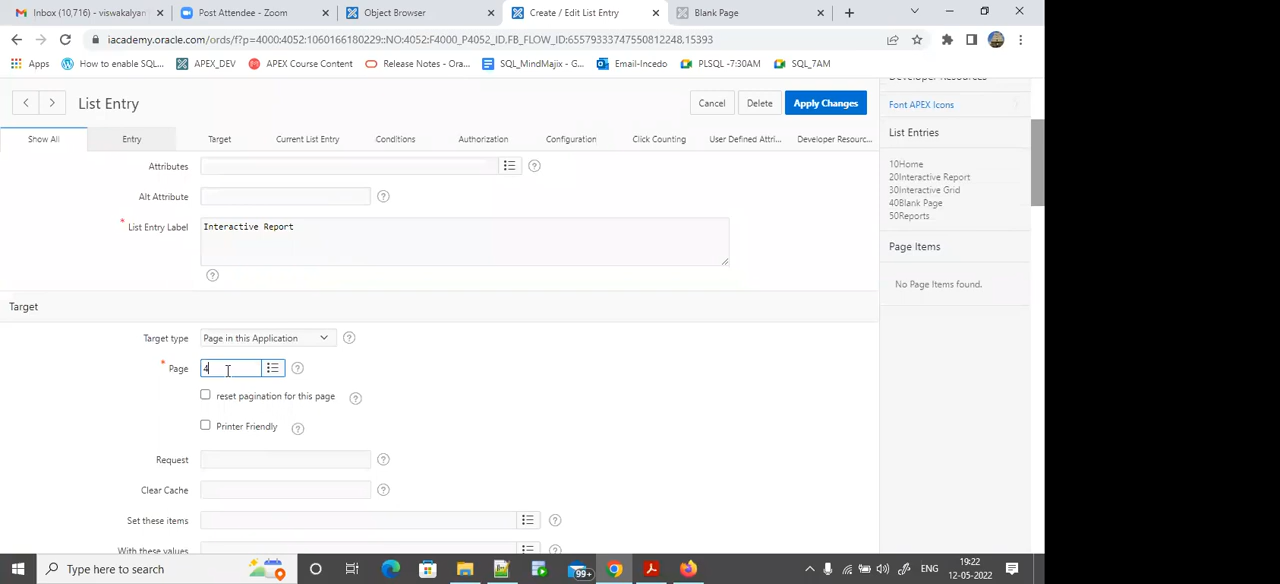 Inbox (10,716) - viswakalyan
Post Attendee - Zoom
Object Browser
Create / Edit List Entry
Blank Page
iacademy.oracle.com/ords/f?p=4000:4052:1060166180229::NO:4052:F4000_P4052_ID,FB_FLOW_ID:65579333747550812248,15393
Apps
How to enable SQL...
APEX_DEV
APEX Course Content
Release Notes - Ora...
SQL_MindMajix - G...
Email-Incedo
PLSQL -7:30AM
SQL_7AM
List Entry
Cancel
Delete
Apply Changes
Show All
Entry
Target
Current List Entry
Conditions
Authorization
Configuration
Click Counting
User Defined Attri...
Developer Resourc...
Attributes
Alt Attribute
* List Entry Label
Interactive Report
Target
Target type
Page in this Application
* Page
4
reset pagination for this page
Printer Friendly
Request
Clear Cache
Set these items
With these values
Developer Resources
Font APEX Icons
List Entries
10Home
20Interactive Report
30Interactive Grid
40Blank Page
50Reports
Page Items
No Page Items found.
Type here to search
99+
ENG
19:22
12-05-2022